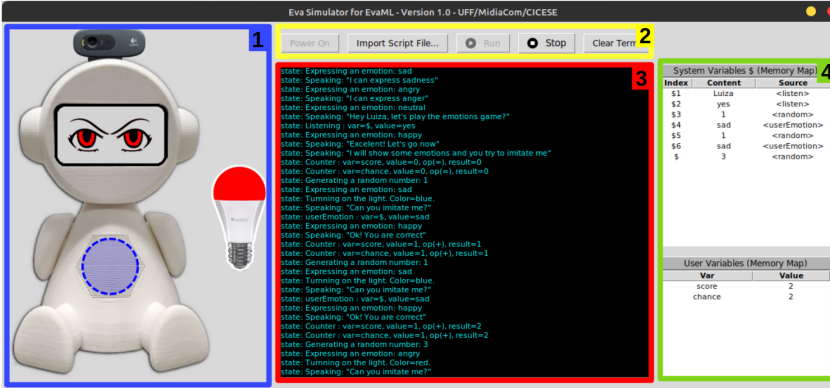 Eva Simulator for EvaML - Version 1.0 - UFF/MidiaCom/CICESE
1
Power On
Import Script File...
Run
Stop
Clear Term
2
3
state: Expressing an emotion: sad
state: Speaking: "I can express sadness"
state: Expressing an emotion: angry
state: Speaking: "I can express anger"
state: Expressing an emotion: neutral
state: Speaking: "Hey Luiza, let's play the emotions game?"
state: Listening : var=$, value=yes
state: Expressing an emotion: happy
state: Speaking: "Excelent! Let's go now"
state: Speaking: "I will show some emotions and you try to imitate me"
state: Counter : var=score, value=0, op(=), result=0
state: Counter : var=chance, value=0, op(=), result=0
state: Generating a random number: 1
state: Expressing an emotion: sad
state: Turnning on the light. Color=blue.
state: Speaking: "Can you imitate me?"
state: userEmotion : var=$, value=sad
state: Expressing an emotion: happy
state: Speaking: "Ok! You are correct"
state: Counter : var=score, value=1, op(+), result=1
state: Counter : var=chance, value=1, op(+), result=1
state: Generating a random number: 1
state: Expressing an emotion: sad
state: Turnning on the light. Color=blue.
state: Speaking: "Can you imitate me?"
state: userEmotion : var=$, value=sad
state: Expressing an emotion: happy
state: Speaking: "Ok! You are correct"
state: Counter : var=score, value=1, op(+), result=2
state: Counter : var=chance, value=1, op(+), result=2
state: Generating a random number: 3
state: Expressing an emotion: angry
state: Turnning on the light. Color=red.
state: Speaking: "Can you imitate me?"
4
System Variables $ (Memory Map)
Index Content Source
$1 Luiza <listen>
$2 yes <listen>
$3 1 <random>
$4 sad <userEmotion>
$5 1 <random>
$6 sad <userEmotion>
$ 3 <random>
User Variables (Memory Map)
Var Value
score 2
chance 2